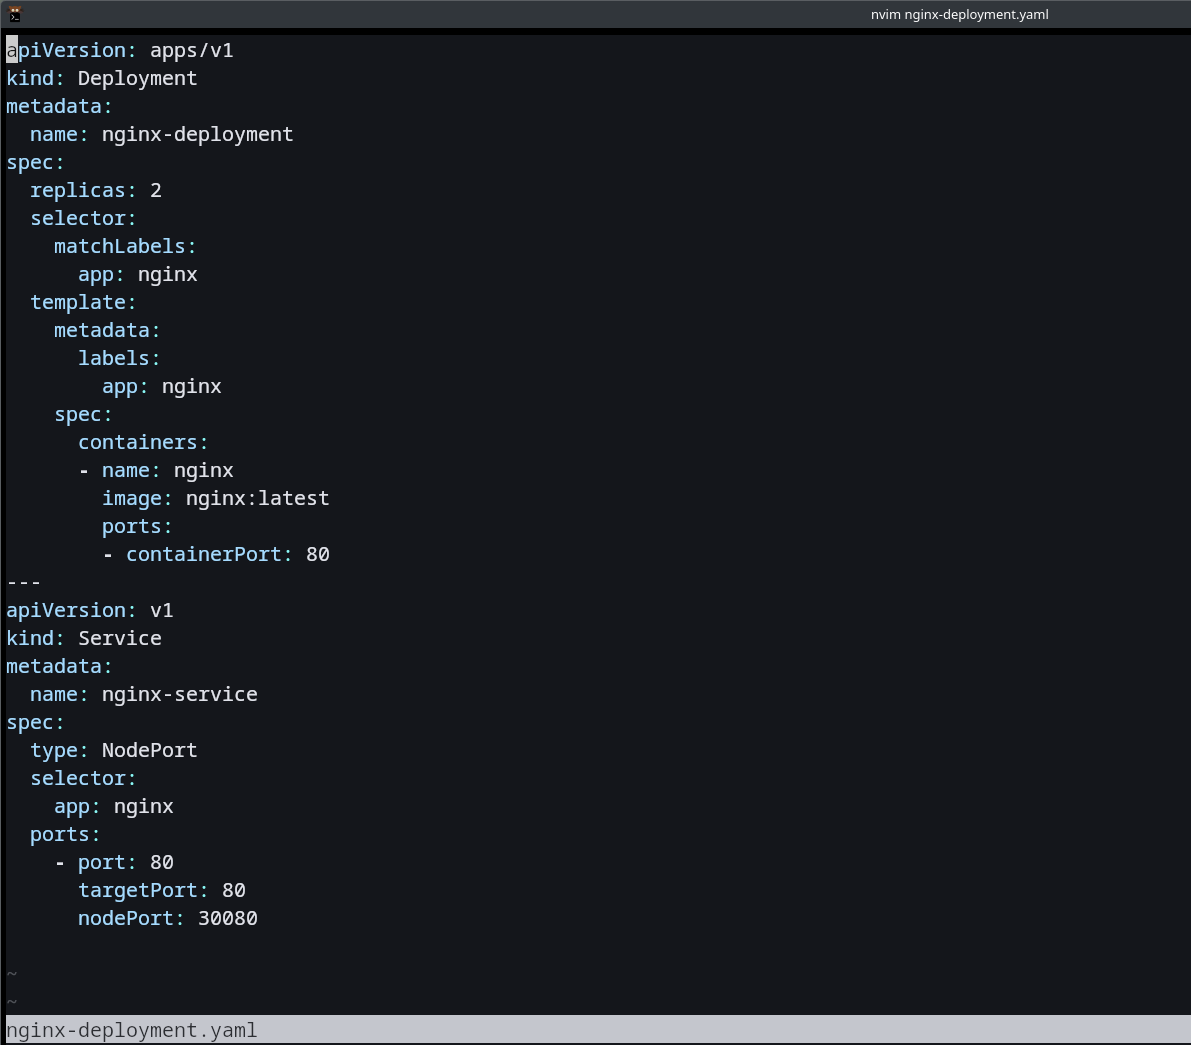 nvim nginx-deployment.yaml
apiVersion: apps/v1
kind: Deployment
metadata:
  name: nginx-deployment
spec:
  replicas: 2
  selector:
    matchLabels:
      app: nginx
  template:
    metadata:
      labels:
        app: nginx
    spec:
      containers:
      - name: nginx
        image: nginx:latest
        ports:
        - containerPort: 80
---
apiVersion: v1
kind: Service
metadata:
  name: nginx-service
spec:
  type: NodePort
  selector:
    app: nginx
  ports:
    - port: 80
      targetPort: 80
      nodePort: 30080

~
~
nginx-deployment.yaml